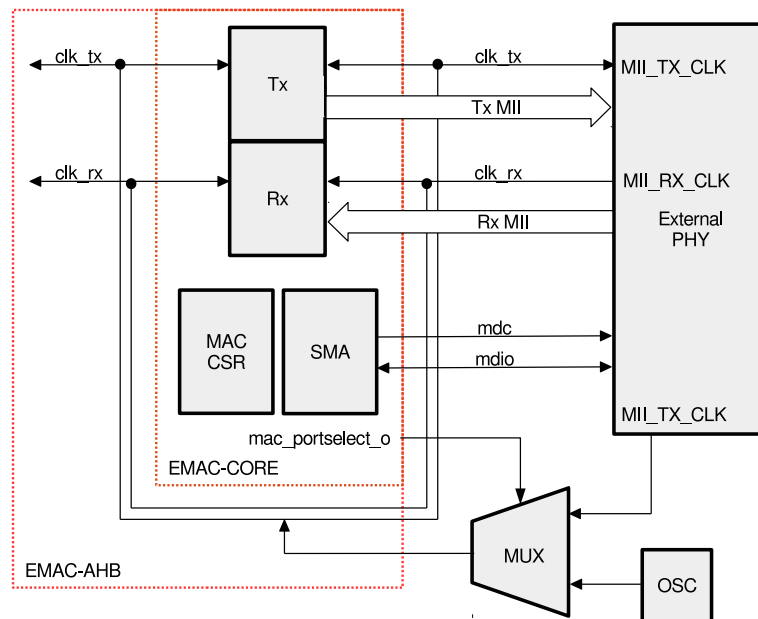 clk_tx
Tx
clk_tx
MII_TX_CLK
Tx MII
clk_rx
Rx
clk_rx
MII_RX_CLK
Rx MII
External
PHY
MAC
CSR
SMA
mdc
mdio
MII_TX_CLK
mac_portselect_o
EMAC-CORE
MUX
EMAC-AHB
OSC